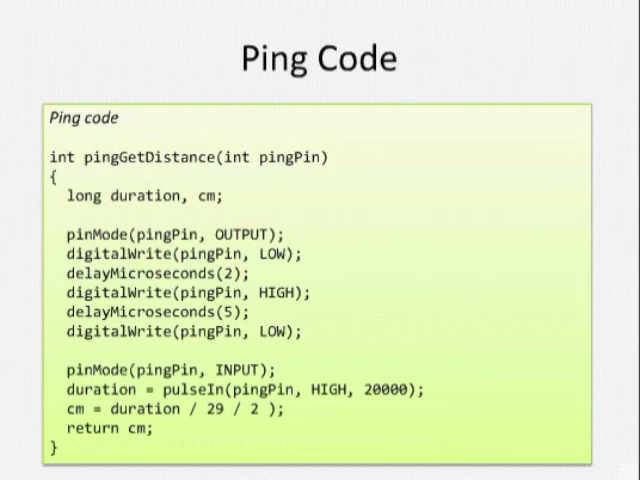 Ping Code
Ping code
int pingGetDistance(int pingPin)
{
long duration, cm;
pinMode(pingPin, OUTPUT);
digitalWrite(pingPin, LOW);
delayMicroseconds(2);
digitalWrite(pingPin, HIGH);
delayMicroseconds(5);
digitalWrite(pingPin, LOW);
pinMode(pingPin, INPUT);
duration = pulseIn(pingPin, HIGH, 20000);
cm = duration / 29 / 2 );
return cm;
}